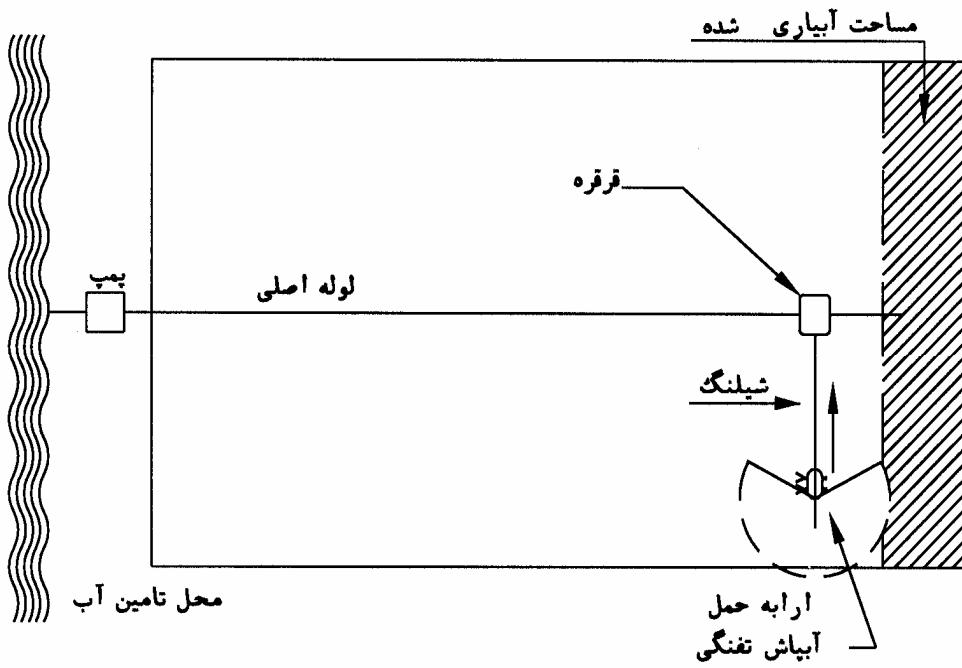 مساحت آبیاری شده
قرقره
پمپ
لوله اصلی
شیلنگ
محل تامین آب
ارابه حمل
آبپاش تفنگی